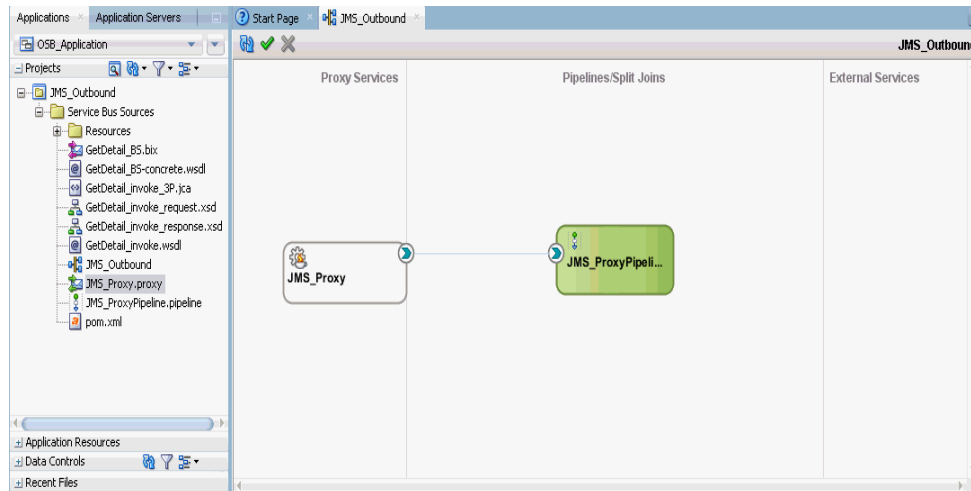 Applications
Application Servers
Start Page
JMS_Outbound
OSB_Application
JMS_Outboun
Projects
JMS_Outbound
Service Bus Sources
Resources
GetDetail_BS.bix
GetDetail_BS-concrete.wsdl
GetDetail_invoke_3P.jca
GetDetail_invoke_request.xsd
GetDetail_invoke_response.xsd
GetDetail_invoke.wsdl
JMS_Outbound
JMS_Proxy.proxy
JMS_ProxyPipeline.pipeline
pom.xml
Application Resources
Data Controls
Recent Files
Proxy Services
Pipelines/Split Joins
External Services
JMS_Proxy
JMS_ProxyPipeli...